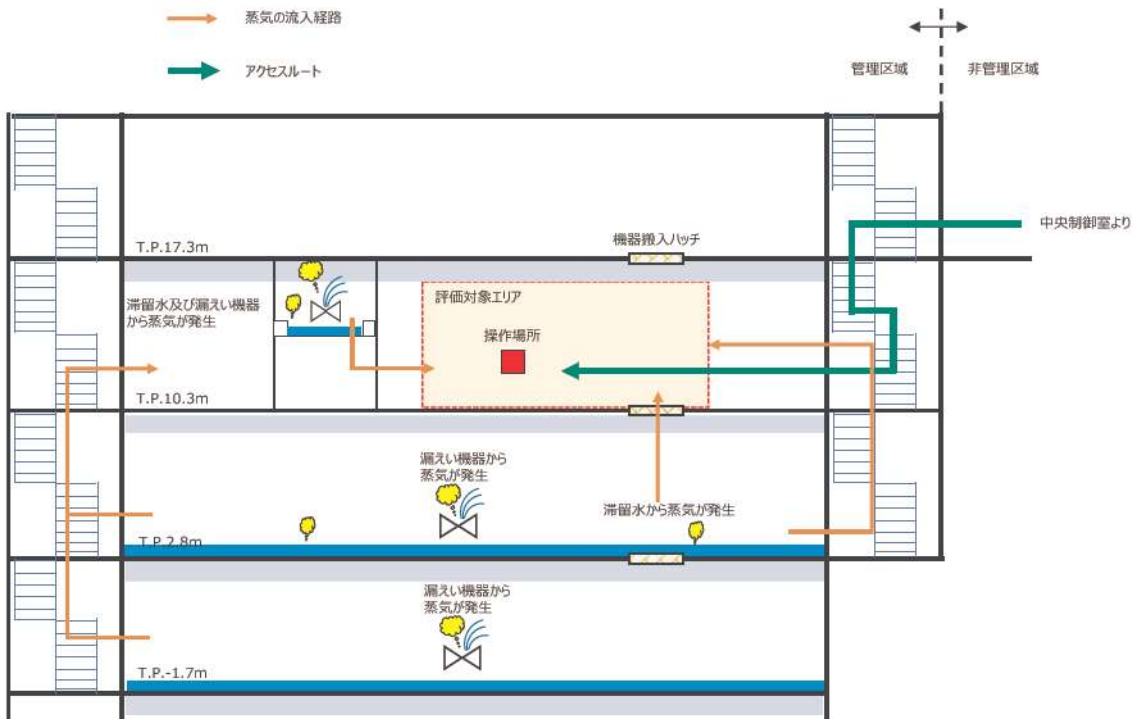 蒸気の流入経路
アクセスルート
管理区域
非管理区域
中央制御室より
T.P.17.3m
機器搬入ハッチ
滞留水及び漏えい機器
から蒸気が発生
評価対象エリア
操作場所
T.P.10.3m
漏えい機器から
蒸気が発生
滞留水から蒸気が発生
T.P.2.8m
漏えい機器から
蒸気が発生
T.P.-1.7m